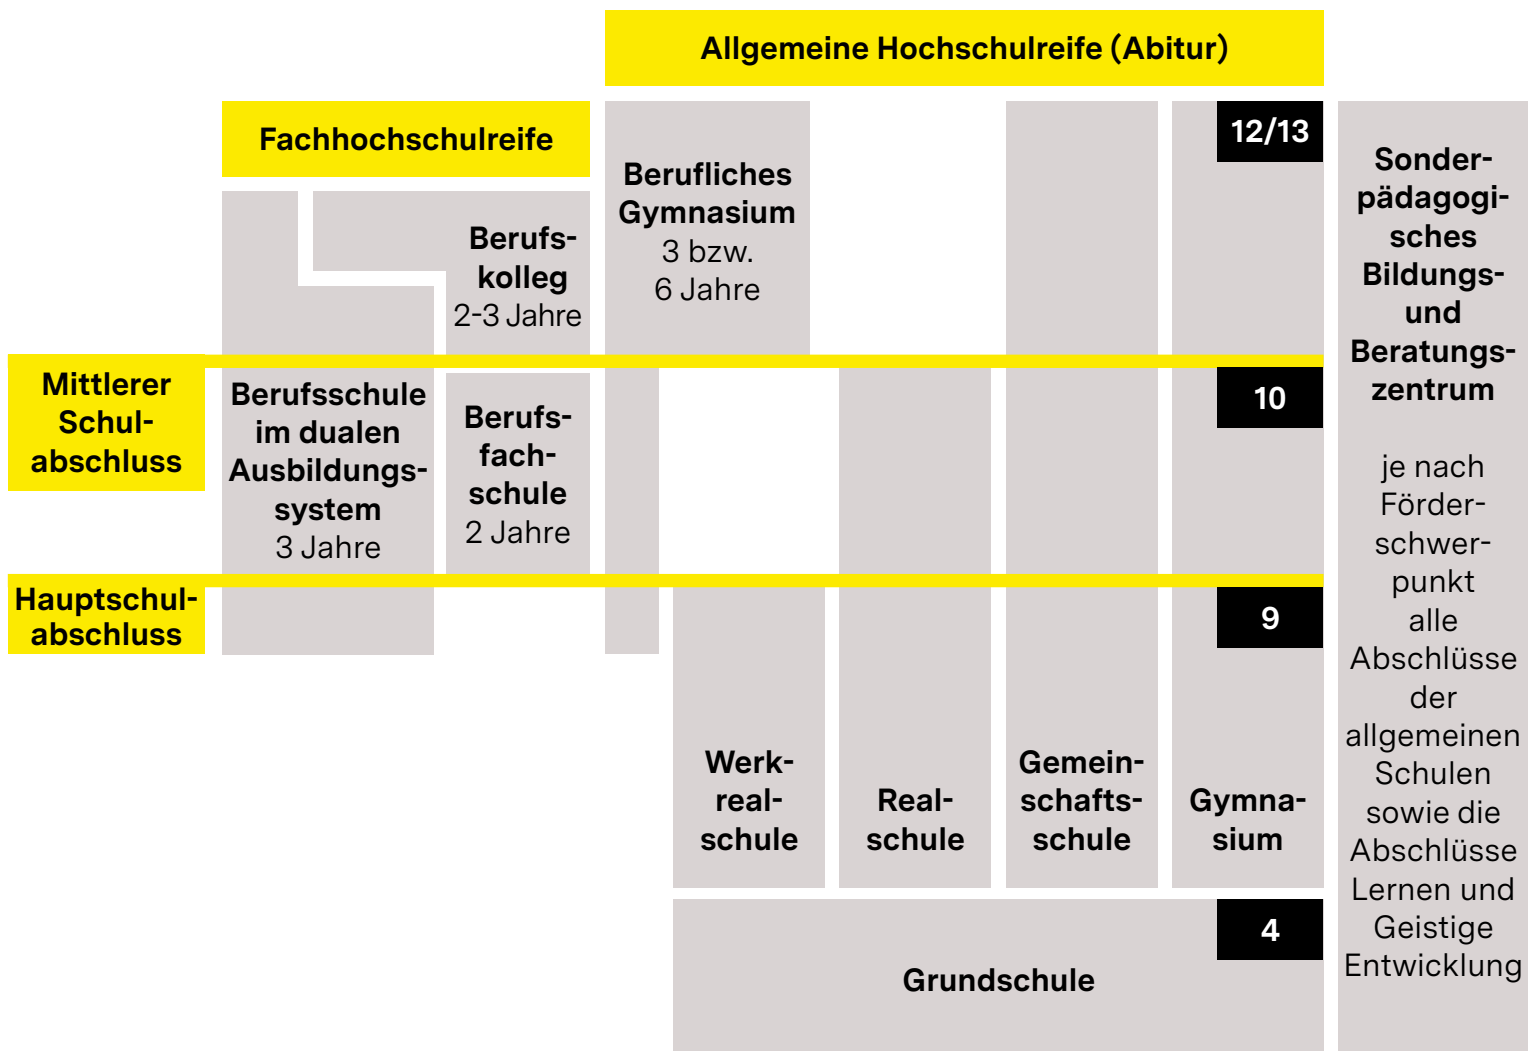 Allgemeine Hochschulreife (Abitur)
Fachhochschulreife
12/13
Berufliches
Gymnasium
3 bzw.
6 Jahre
Berufs-
kolleg
2-3 Jahre
Mittlerer
Schul-
abschluss
Berufsschule
im dualen
Ausbildungs-
system
3 Jahre
Berufs-
fach-
schule
2 Jahre
10
Hauptschul-
abschluss
9
Werk-
real-
schule
Real-
schule
Gemein-
schafts-
schule
Gymna-
sium
4
Grundschule
Sonder-
pädagogi-
sches
Bildungs-
und
Beratungs-
zentrum
je nach
Förder-
schwer-
punkt
alle
Abschlüsse
der
allgemeinen
Schulen
sowie die
Abschlüsse
Lernen und
Geistige
Entwicklung